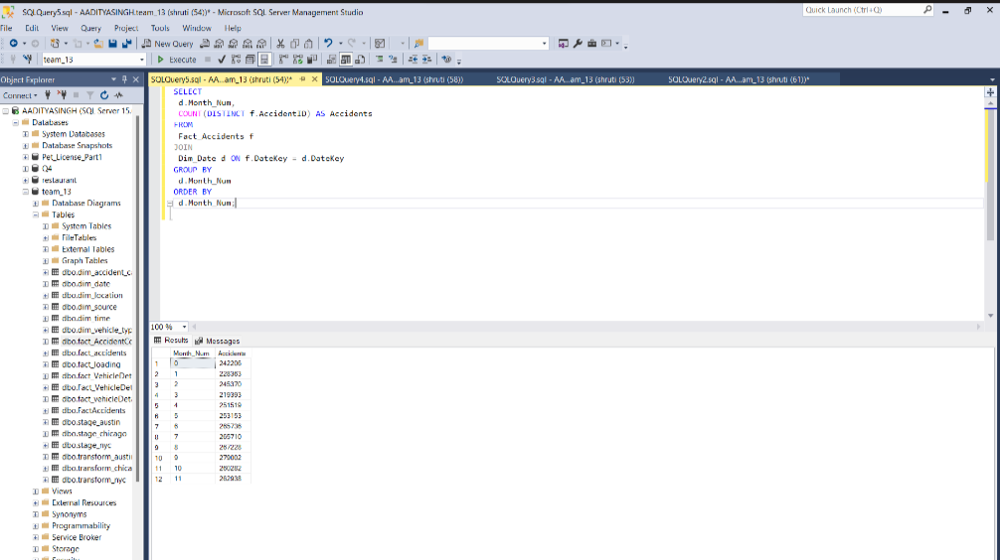 SQLQuery5.sql - AADITYASINGH.team_13 (shruti (54))* - Microsoft SQL Server Management Studio
Quick Launch (Ctrl+Q)
File Edit View Query Project Tools Window Help
New Query
team_13
Execute
Object Explorer
SQLQuery5.sql - AA...am_13 (shruti (54))*
SQLQuery4.sql - AA...am_13 (shruti (58))
SQLQuery3.sql - AA...am_13 (shruti (53))
SQLQuery2.sql - AA...am_13 (shruti (61))*
Connect
AADITYASINGH (SQL Server 15.
Databases
System Databases
Database Snapshots
Pet_License_Part1
Q4
restaurant
team_13
Database Diagrams
Tables
System Tables
FileTables
External Tables
Graph Tables
dbo.dim_accident_ca
dbo.dim_date
dbo.dim_location
dbo.dim_source
dbo.dim_time
dbo.dim_vehicle_typ
dbo.fact_AccidentCo
dbo.fact_accidents
dbo.fact_loading
dbo.fact_VehicleDet
dbo.Fact_VehicleDet
dbo.fact_vehicleDet
dbo.FactAccidents
dbo.stage_austin
dbo.stage_chicago
dbo.stage_nyc
dbo.transform_austi
dbo.transform_chica
dbo.transform_nyc
Views
External Resources
Synonyms
Programmability
Service Broker
Storage
SELECT
d.Month_Num,
COUNT(DISTINCT f.AccidentID) AS Accidents
FROM
Fact_Accidents f
JOIN
Dim_Date d ON f.DateKey = d.DateKey
GROUP BY
d.Month_Num
ORDER BY
d.Month_Num;
100 %
Results Messages
Month_Num Accidents
1 0 242206
2 1 228363
3 2 245370
4 3 219393
5 4 251519
6 5 253153
7 6 265736
8 7 265710
9 8 267228
10 9 279002
11 10 260282
12 11 262938